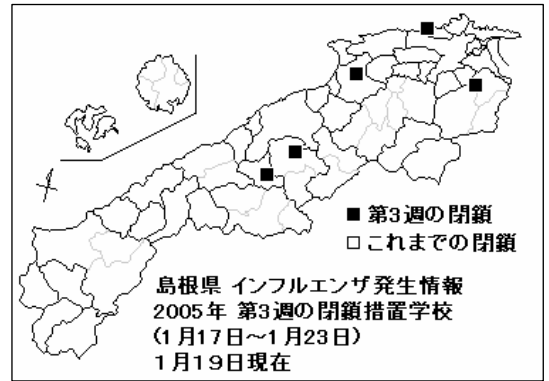 ■ 第3週の閉鎖
□ これまでの閉鎖
島根県 インフルエンザ発生情報
2005年 第3週の閉鎖措置学校
(1月17日～1月23日)
1月19日現在